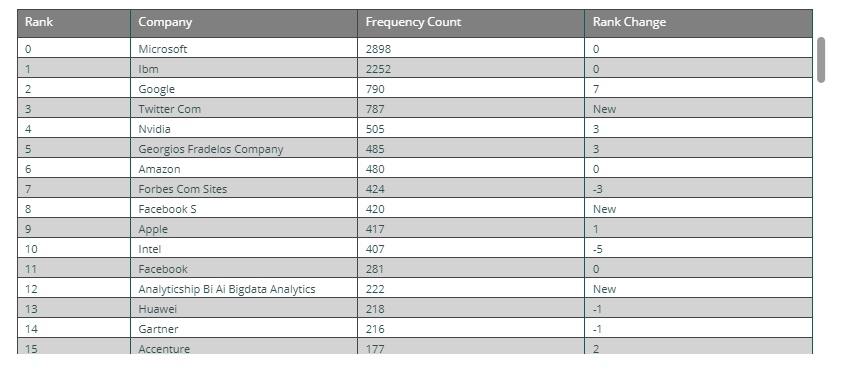 Rank Company Frequency Count Rank Change
0 Microsoft 2898 0
1 Ibm 2252 0
2 Google 790 7
3 Twitter Com 787 New
4 Nvidia 505 3
5 Georgios Fradelos Company 485 3
6 Amazon 480 0
7 Forbes Com Sites 424 -3
8 Facebook S 420 New
9 Apple 417 1
10 Intel 407 -5
11 Facebook 281 0
12 Analyticship Bi Ai Bigdata Analytics 222 New
13 Huawei 218 -1
14 Gartner 216 -1
15 Accenture 177 2